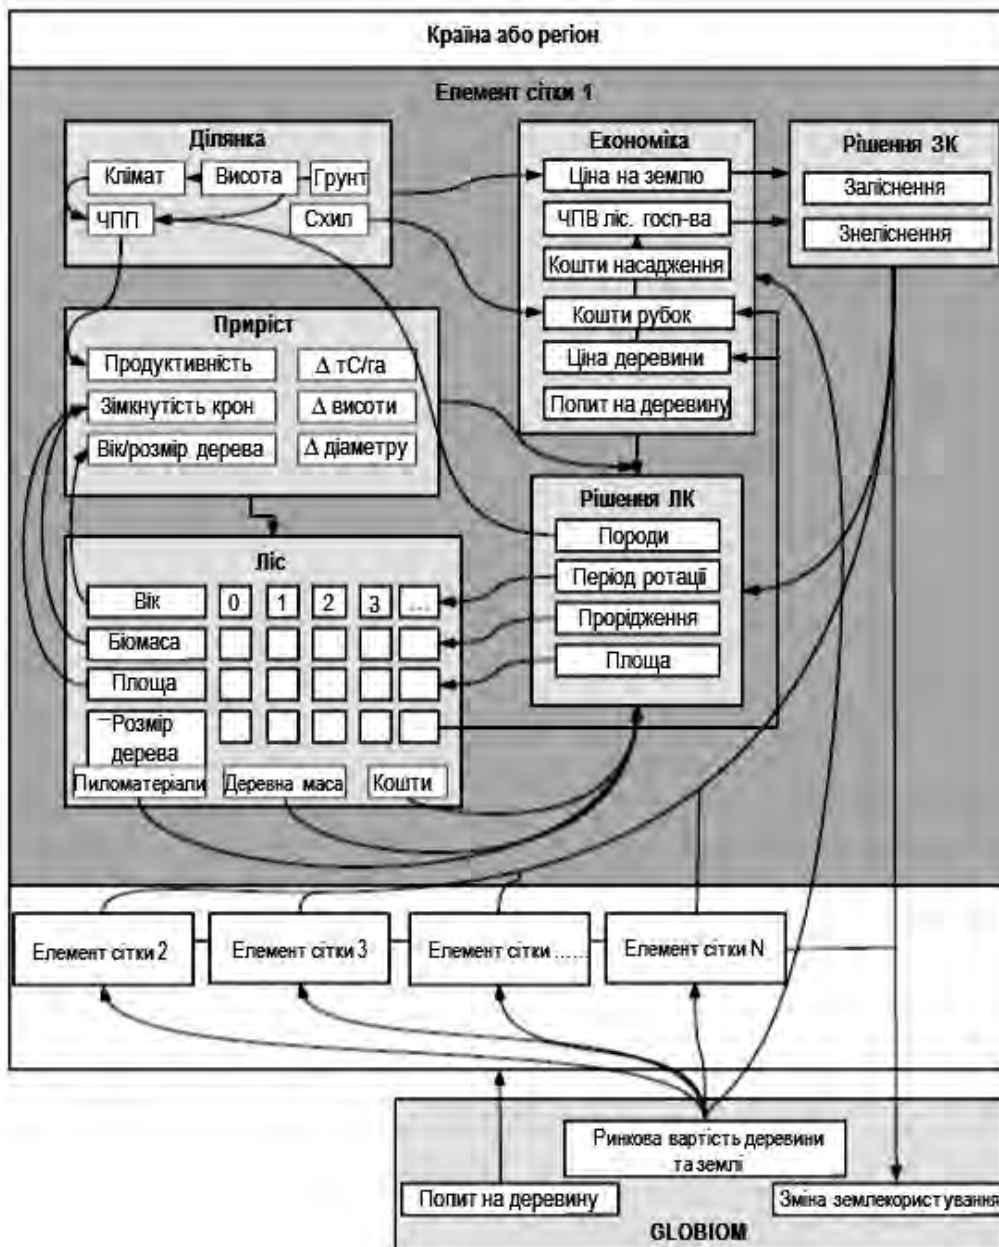 Країна або регіон
Елемент сітки 1
Ділянка
Клімат
Висота
Грунт
ЧПП
Схил
Економіка
Ціна на землю
ЧПВ ліс. госп-ва
Кошти насадження
Кошти рубок
Ціна деревини
Попит на деревину
Рішення ЗК
Заліснення
Знеліснення
Приріст
Продуктивність
Δ тС/га
Зімкнутість крон
Δ висоти
Вік/розмір дерева
Δ діаметру
Рішення ЛК
Породи
Період ротації
Прорідження
Площа
Ліс
Вік
0
1
2
3
...
Біомаса
Площа
Розмір
дерева
Пиломатеріали
Деревна маса
Кошти
Елемент сітки 2
Елемент сітки 3
Елемент сітки ......
Елемент сітки N
Ринкова вартість деревини
та землі
Попит на деревину
Зміна землекористування
GLOBIOM